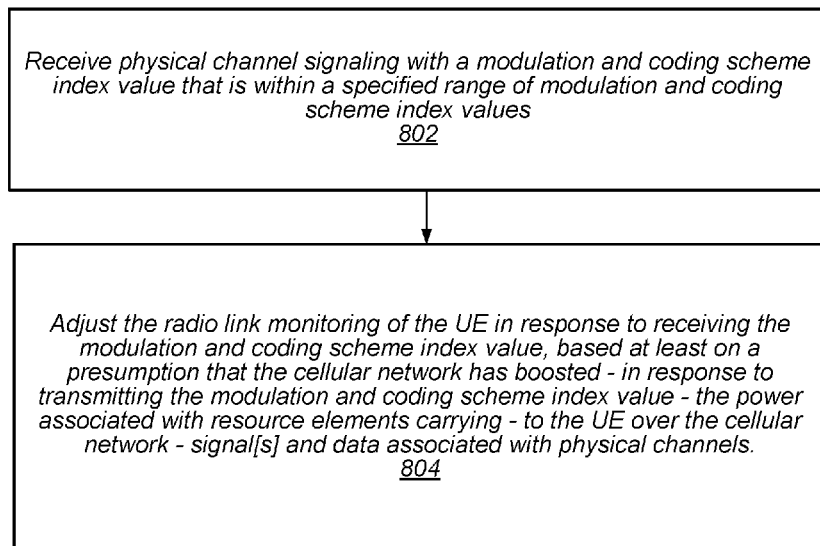 Receive physical channel signaling with a modulation and coding scheme
index value that is within a specified range of modulation and coding
scheme index values
802
Adjust the radio link monitoring of the UE in response to receiving the
modulation and coding scheme index value, based at least on a
presumption that the cellular network has boosted - in response to
transmitting the modulation and coding scheme index value - the power
associated with resource elements carrying - to the UE over the cellular
network - signal[s] and data associated with physical channels.
804